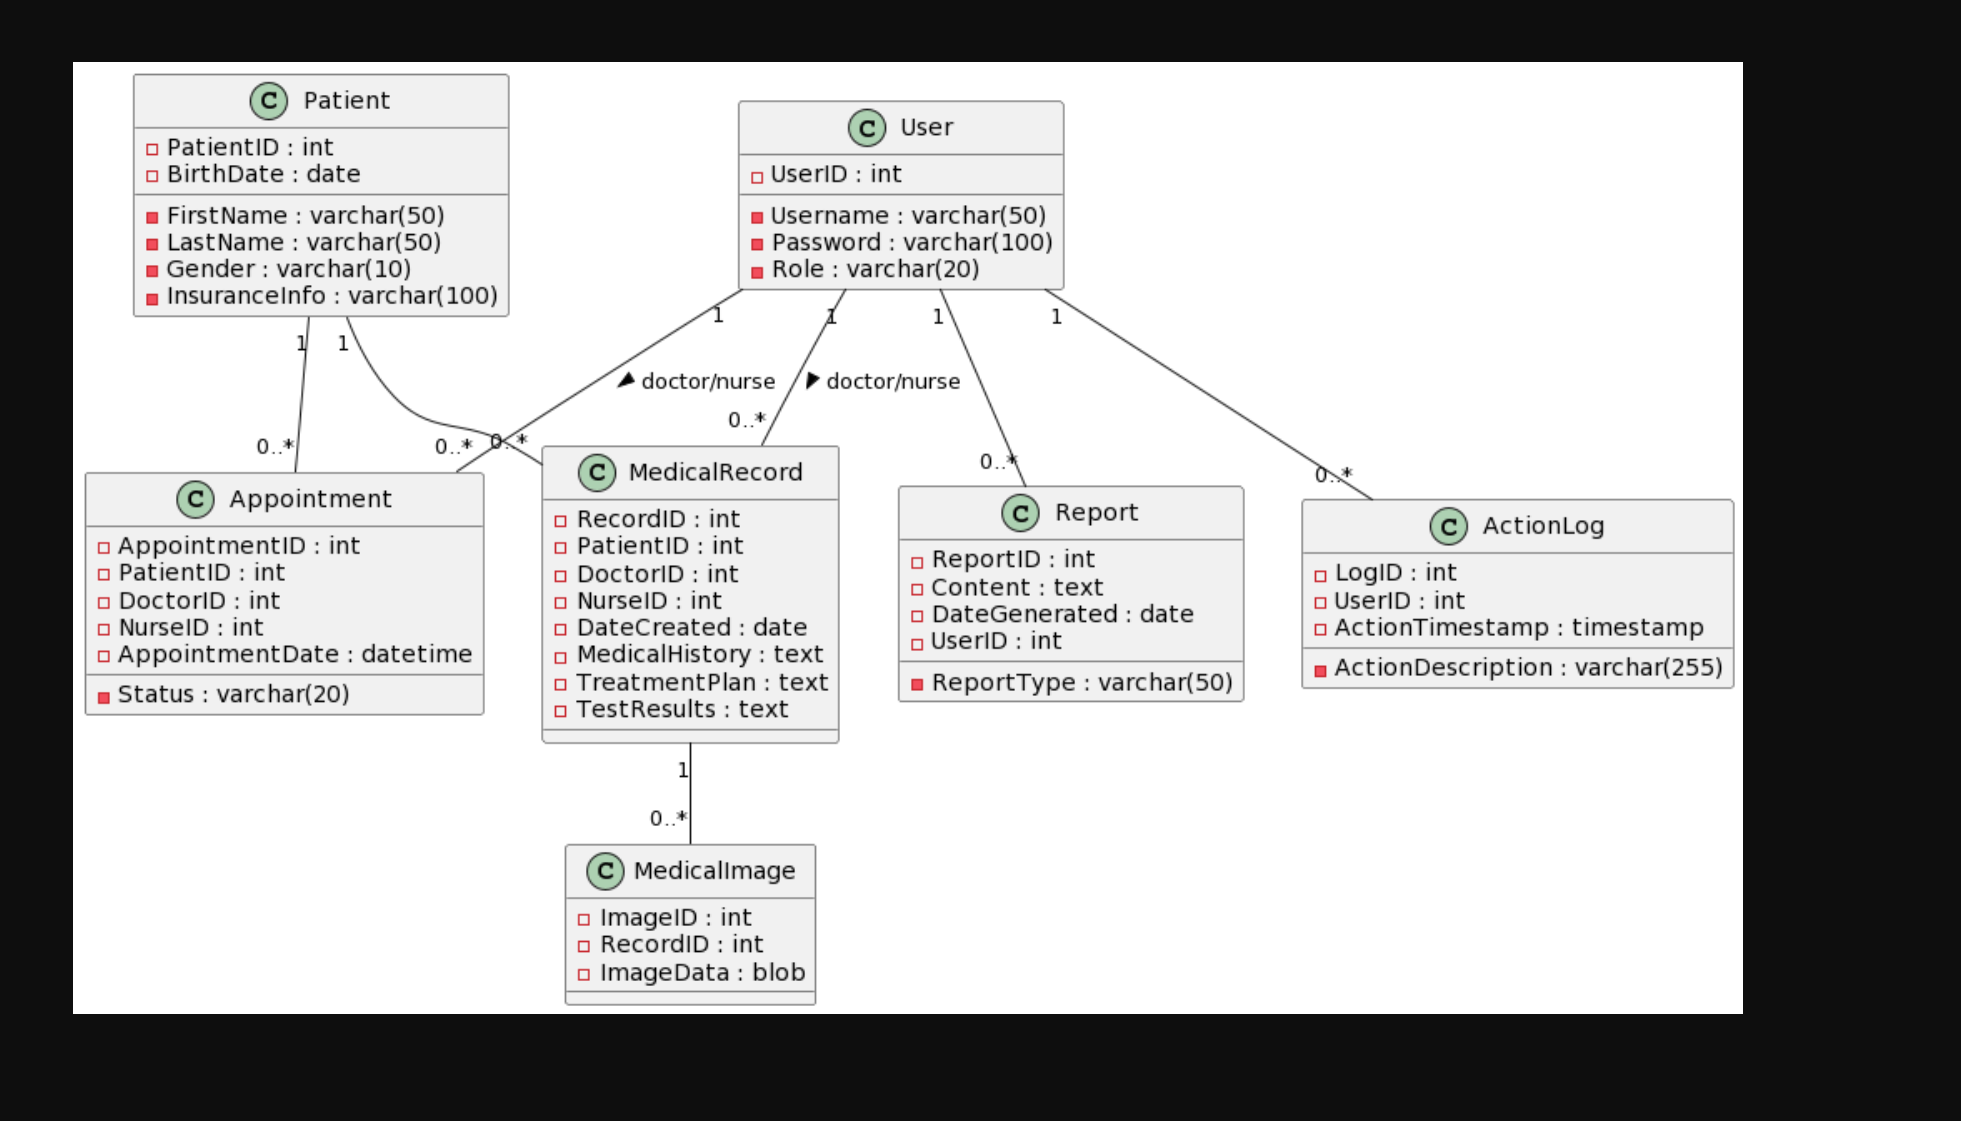 C Patient
PatientID : int
BirthDate : date
FirstName : varchar(50)
LastName : varchar(50)
Gender : varchar(10)
InsuranceInfo : varchar(100)
C User
UserID : int
Username : varchar(50)
Password : varchar(100)
Role : varchar(20)
1
1
1
1
1
1
doctor/nurse
doctor/nurse
0..*
0..*
0..*
0..*
0..*
0..*
C Appointment
AppointmentID : int
PatientID : int
DoctorID : int
NurseID : int
AppointmentDate : datetime
Status : varchar(20)
C MedicalRecord
RecordID : int
PatientID : int
DoctorID : int
NurseID : int
DateCreated : date
MedicalHistory : text
TreatmentPlan : text
TestResults : text
C Report
ReportID : int
Content : text
DateGenerated : date
UserID : int
ReportType : varchar(50)
C ActionLog
LogID : int
UserID : int
ActionTimestamp : timestamp
ActionDescription : varchar(255)
1
0..*
C MedicalImage
ImageID : int
RecordID : int
ImageData : blob